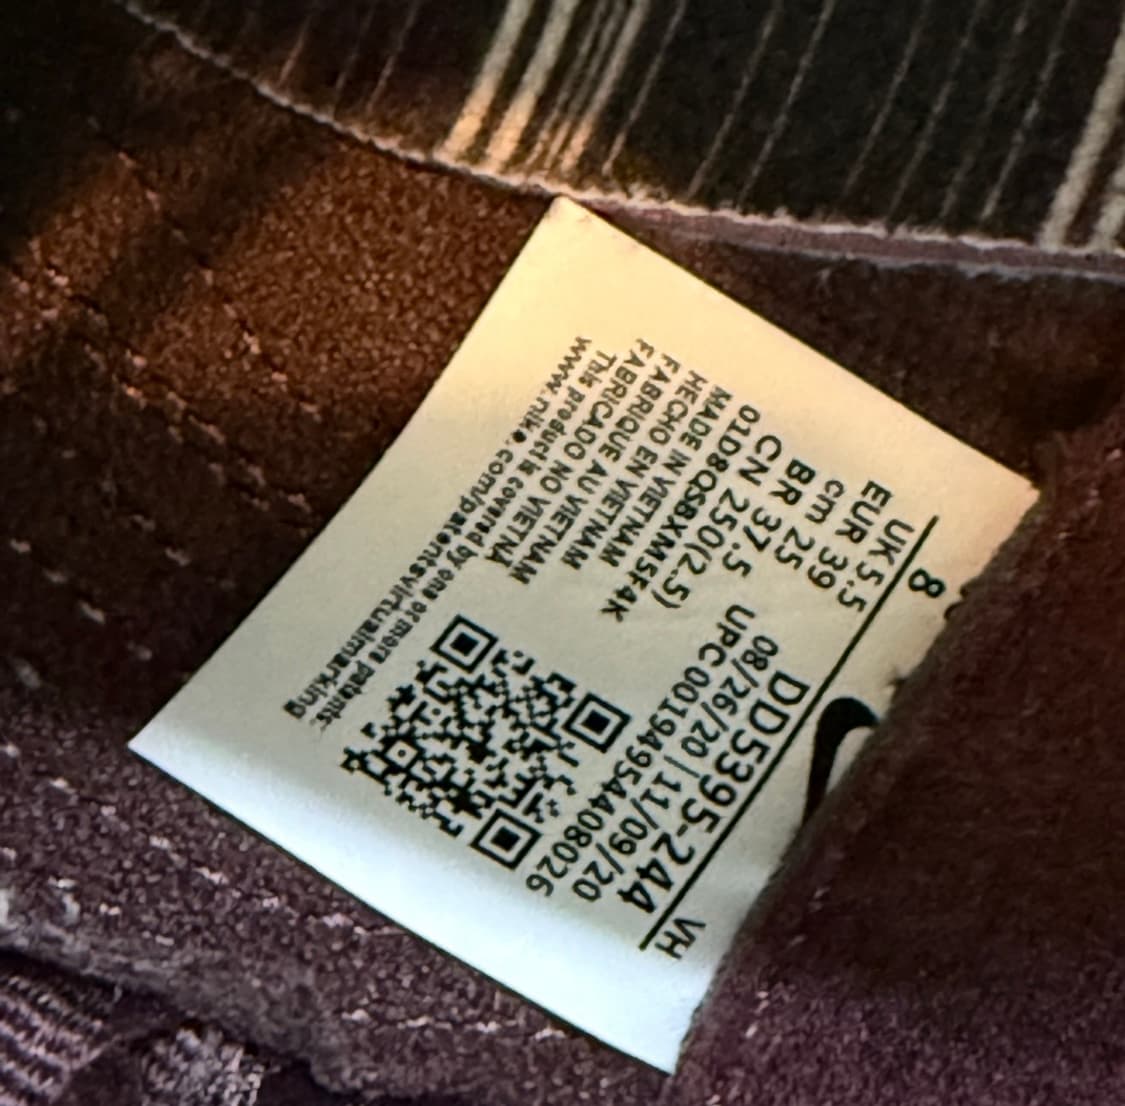 8
VH
UK 5.5
EUR 39
cm 25
BR 37.5
CN 250(2.5)
DD5395-244
08/26/20 | 11/09/20
UPC 00194954408026
01D8QSBXM5F4K
MADE IN VIETNAM
HECHO EN VIETNAM
FABRIQUE AU VIETNAM
FABRICADO NO VIETNA
M
This product is covered by one or more patents.
www.nike.com/patentsvirtualmarking